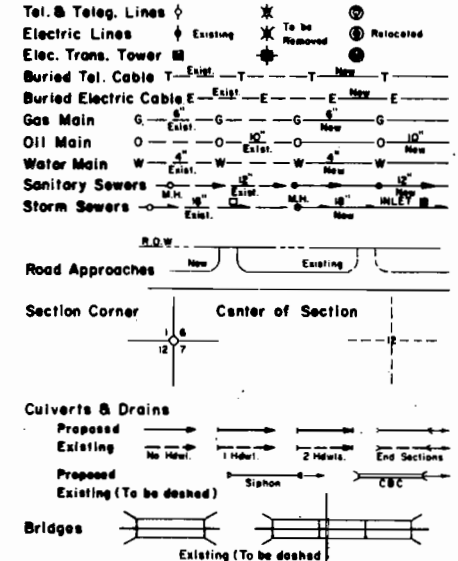 Tel. & Teleg. Lines
Electric Lines Existing To be Removed Relocated
Elec. Trans. Tower
Buried Tel. Cable T Exist. T T New T
Buried Electric Cable E Exist. E E New E
Gas Main G 6" Exist. G G 6" New G
Oil Main O O 10" Exist. O O 10" New
Water Main W 4" Exist. W W 4" New W
Sanitary Sewers M.H. 12" Exist. 12" New
Storm Sewers 18" Exist. M.H. 18" New INLET
R.O.W
Road Approaches New Existing
Section Corner Center of Section
1 6
12 7 12
Culverts & Drains
Proposed
Existing No Hdwl. 1 Hdwl. 2 Hdwls. End Sections
Proposed Siphon CBC
Existing (To be dashed)
Bridges
Existing (To be dashed)